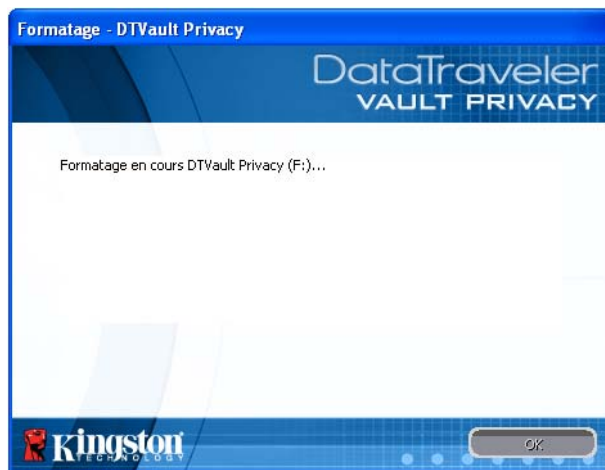 Formatage - DTVault Privacy
DataTraveler
VAULT PRIVACY
Formatage en cours DTVault Privacy (F:)...
Kingston
TECHNOLOGY
OK